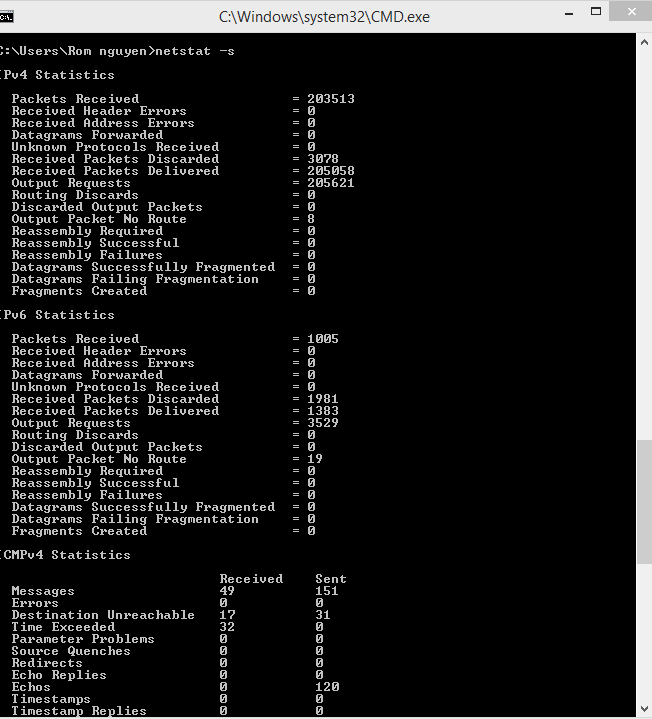 C:\Windows\system32\CMD.exe
C:\Users\Rom nguyen>netstat -s
IPv4 Statistics
Packets Received = 203513
Received Header Errors = 0
Received Address Errors = 0
Datagrams Forwarded = 0
Unknown Protocols Received = 0
Received Packets Discarded = 3078
Received Packets Delivered = 205058
Output Requests = 205621
Routing Discards = 0
Discarded Output Packets = 0
Output Packet No Route = 8
Reassembly Required = 0
Reassembly Successful = 0
Reassembly Failures = 0
Datagrams Successfully Fragmented = 0
Datagrams Failing Fragmentation = 0
Fragments Created = 0
IPv6 Statistics
Packets Received = 1005
Received Header Errors = 0
Received Address Errors = 0
Datagrams Forwarded = 0
Unknown Protocols Received = 0
Received Packets Discarded = 1981
Received Packets Delivered = 1383
Output Requests = 3529
Routing Discards = 0
Discarded Output Packets = 0
Output Packet No Route = 19
Reassembly Required = 0
Reassembly Successful = 0
Reassembly Failures = 0
Datagrams Successfully Fragmented = 0
Datagrams Failing Fragmentation = 0
Fragments Created = 0
ICMPv4 Statistics
Received Sent
Messages 49 151
Errors 0 0
Destination Unreachable 17 31
Time Exceeded 32 0
Parameter Problems 0 0
Source Quenches 0 0
Redirects 0 0
Echo Replies 0 0
Echos 0 120
Timestamps 0 0
Timestamp Replies 0 0